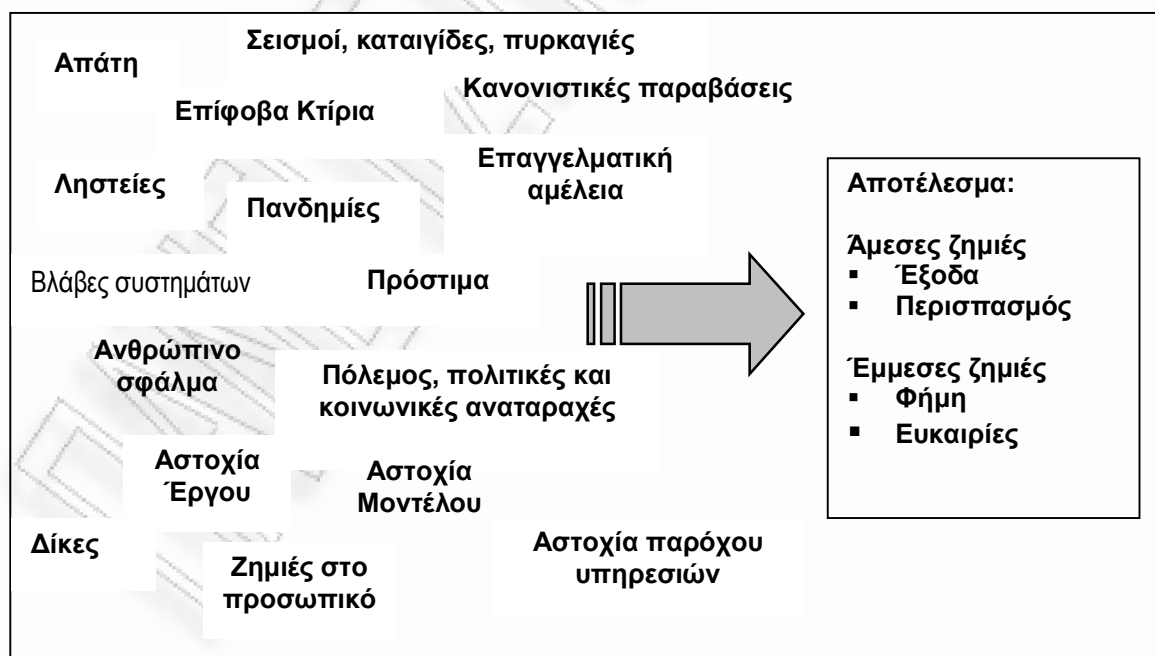 Σεισμοί, καταιγίδες, πυρκαγιές
Απάτη
Κανονιστικές παραβάσεις
Επίφοβα Κτίρια
Επαγγελματική
αμέλεια
Ληστείες
Πανδημίες
Βλάβες συστημάτων
Πρόστιμα
Ανθρώπινο
σφάλμα
Πόλεμος, πολιτικές και
κοινωνικές αναταραχές
Αστοχία
Έργου
Αστοχία
Μοντέλου
Δίκες
Ζημιές στο
προσωπικό
Αστοχία παρόχου
υπηρεσιών
Αποτέλεσμα:
Άμεσες ζημιές
▪ Έξοδα
▪ Περισπασμός
Έμμεσες ζημιές
▪ Φήμη
▪ Ευκαιρίες